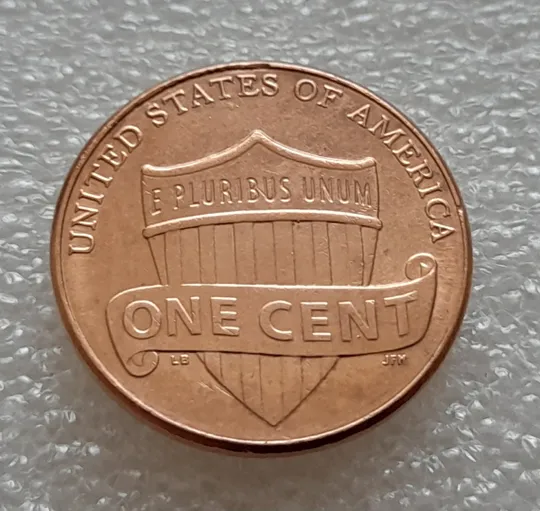 UNITED STATES OF AMERICA
E PLURIBUS UNUM
ONE CENT
LB JFM